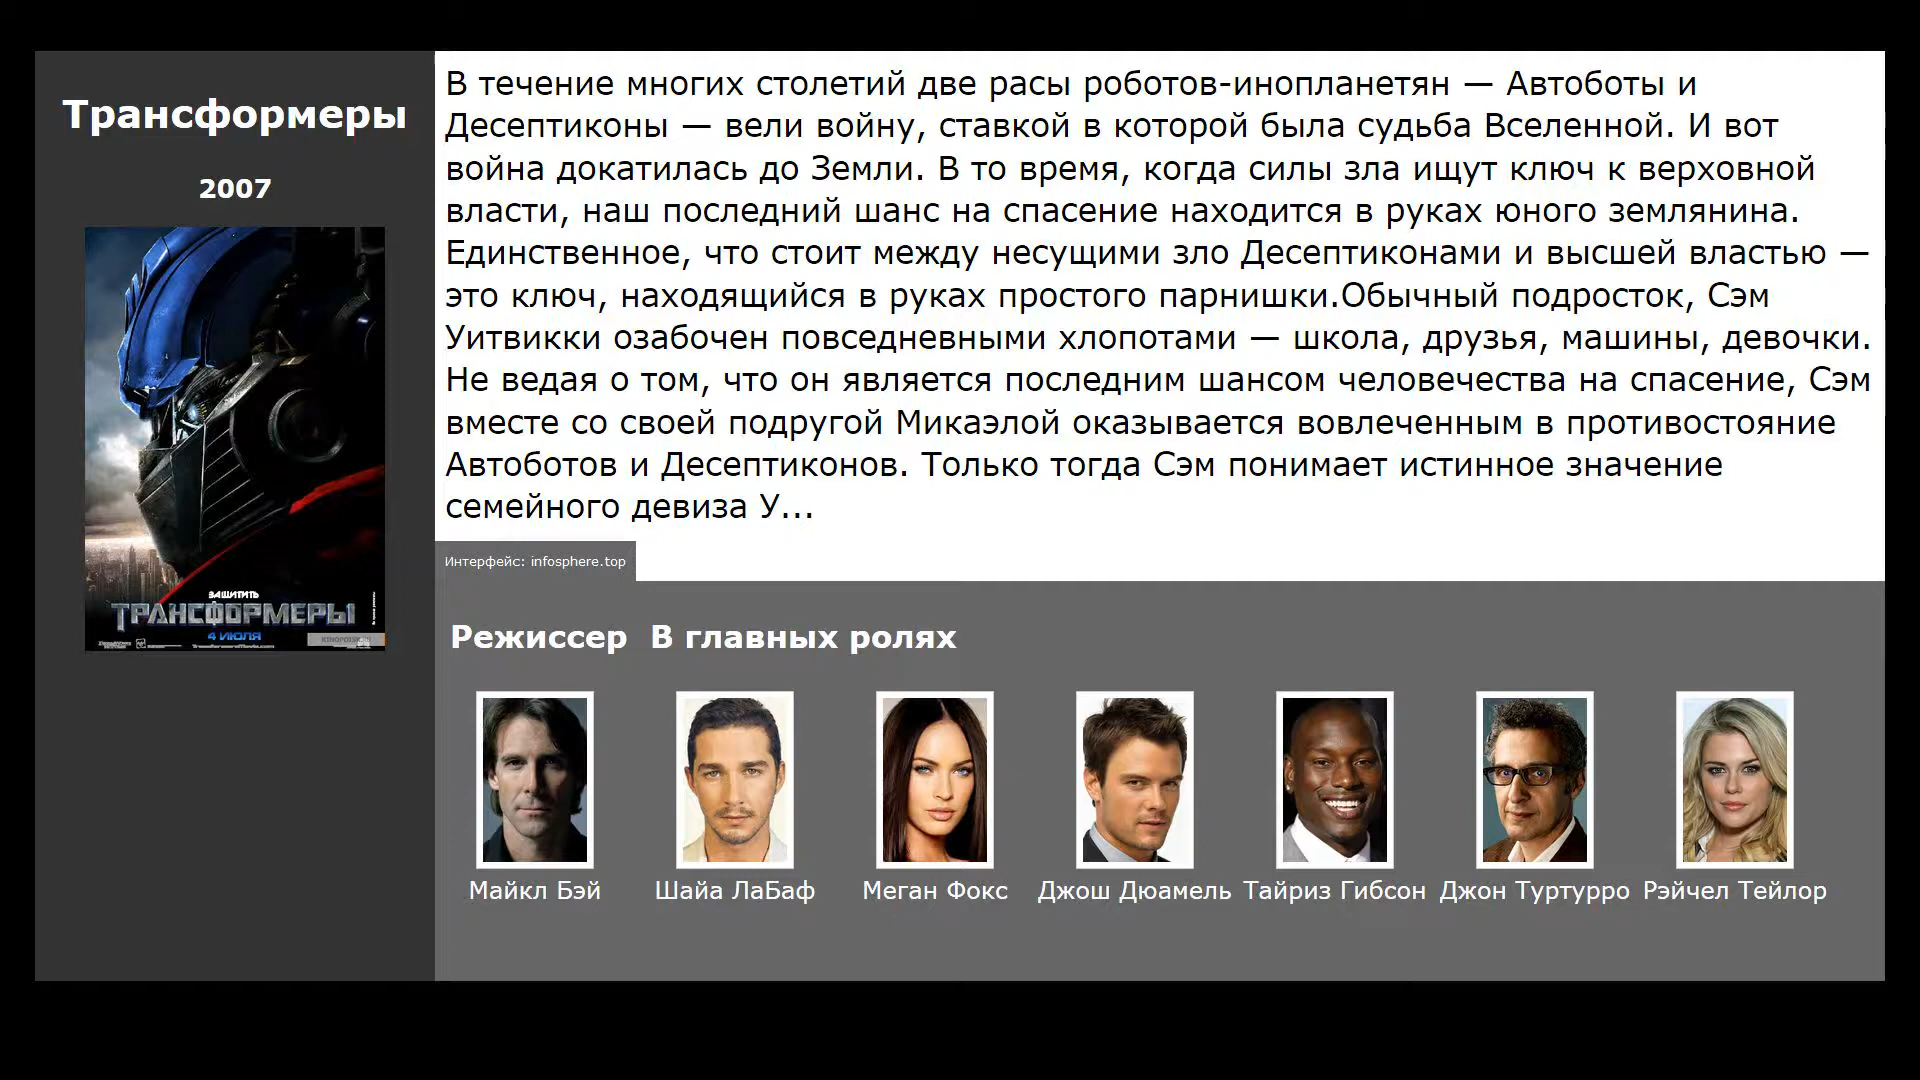 Трансформеры
2007
ЗАЩИТИТЬ
ТРАНСФОРМЕРЫ
4 ИЮЛЯ
KINOPOISK.RU
В течение многих столетий две расы роботов-инопланетян — Автоботы и
Десептиконы — вели войну, ставкой в которой была судьба Вселенной. И вот
война докатилась до Земли. В то время, когда силы зла ищут ключ к верховной
власти, наш последний шанс на спасение находится в руках юного землянина.
Единственное, что стоит между несущими зло Десептиконами и высшей властью —
это ключ, находящийся в руках простого парнишки.Обычный подросток, Сэм
Уитвикки озабочен повседневными хлопотами — школа, друзья, машины, девочки.
Не ведая о том, что он является последним шансом человечества на спасение, Сэм
вместе со своей подругой Микаэлой оказывается вовлеченным в противостояние
Автоботов и Десептиконов. Только тогда Сэм понимает истинное значение
семейного девиза У...
Интерфейс: infosphere.top
Режиссер В главных ролях
Майкл Бэй Шайа ЛаБаф Меган Фокс Джош Дюамель Тайриз Гибсон Джон Туртурро Рэйчел Тейлор